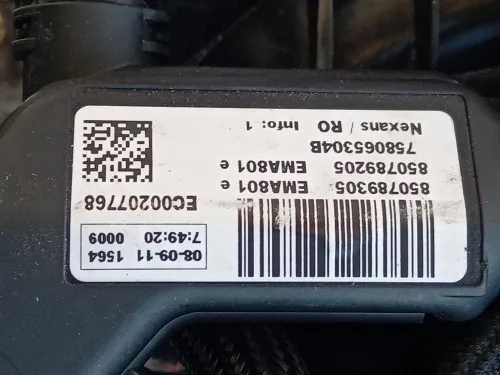 08-09-11 1564
7:49:20 0009
EC00207768
850789305 EMA801 e
850789205 EMA801 e
758065304B
Nexans / RO Info: 1